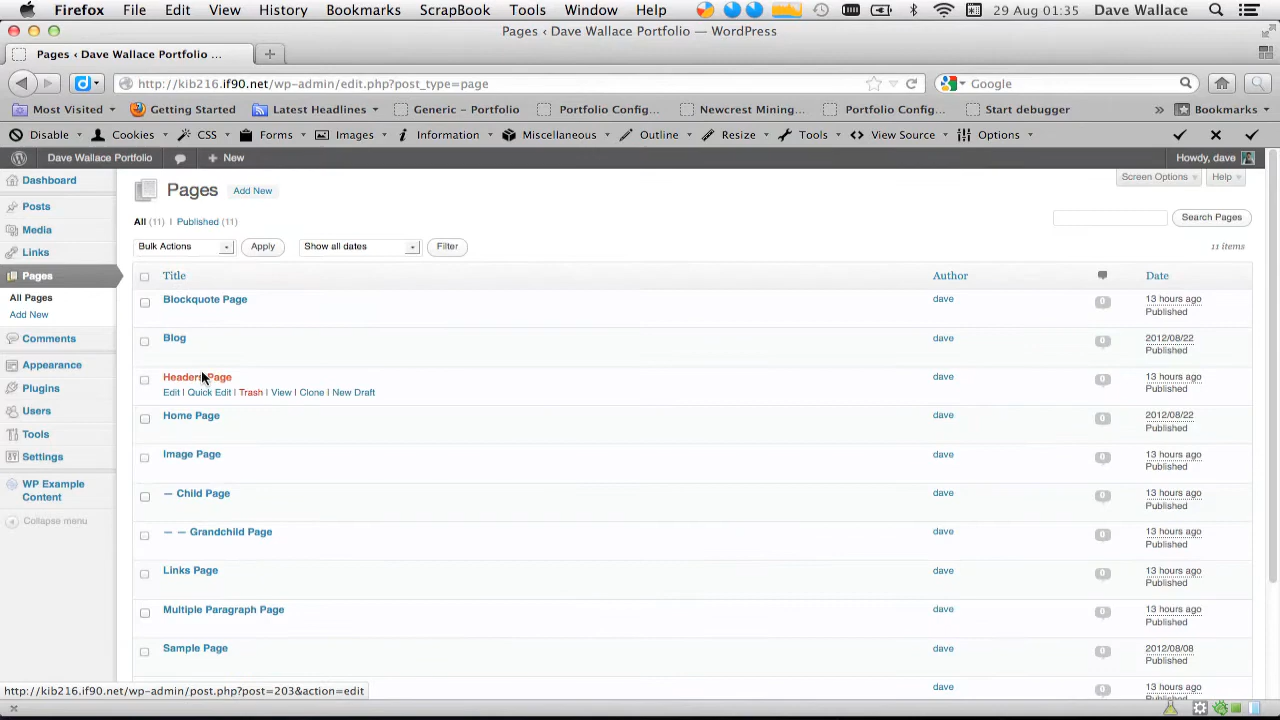 Firefox File Edit View History Bookmarks ScrapBook Tools Window Help 29 Aug 01:35 Dave Wallace
Pages ‹ Dave Wallace Portfolio — WordPress
Pages ‹ Dave Wallace Portfolio ...
http://kib216.if90.net/wp-admin/edit.php?post_type=page Google
Most Visited Getting Started Latest Headlines Generic – Portfolio Portfolio Config... Newcrest Mining... Portfolio Config... Start debugger » Bookmarks
Disable Cookies CSS Forms Images Information Miscellaneous Outline Resize Tools View Source Options
Dave Wallace Portfolio + New Howdy, dave
Dashboard
Posts
Media
Links
Pages
All Pages
Add New
Comments
Appearance
Plugins
Users
Tools
Settings
WP Example
Content
Collapse menu
Screen Options Help
Pages Add New
All (11) | Published (11) Search Pages
Bulk Actions Apply Show all dates Filter 11 items
Title Author Date
Blockquote Page dave 0 13 hours ago
Published
Blog dave 0 2012/08/22
Published
Headers Page dave 0 13 hours ago
Published
Edit | Quick Edit | Trash | View | Clone | New Draft
Home Page dave 0 2012/08/22
Published
Image Page dave 0 13 hours ago
Published
— Child Page dave 0 13 hours ago
Published
— — Grandchild Page dave 0 13 hours ago
Published
Links Page dave 0 13 hours ago
Published
Multiple Paragraph Page dave 0 13 hours ago
Published
Sample Page dave 0 2012/08/08
Published
dave 13 hours ago
http://kib216.if90.net/wp-admin/post.php?post=203&action=edit